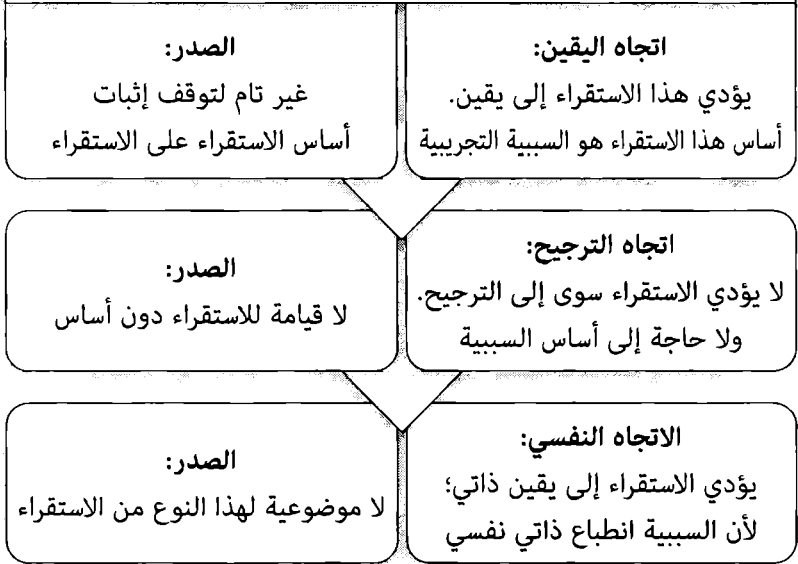 اتجاه اليقين:
يؤدي هذا الاستقراء إلى يقين.
أساس هذا الاستقراء هو السببية التجريبية
الصدر:
غير تام لتوقف إثبات
أساس الاستقراء على الاستقراء
اتجاه الترجيح:
لا يؤدي الاستقراء سوى إلى الترجيح.
ولا حاجة إلى أساس السببية
الصدر:
لا قيامة للاستقراء دون أساس
الاتجاه النفسي:
يؤدي الاستقراء إلى يقين ذاتي؛
لأن السببية انطباع ذاتي نفسي
الصدر:
لا موضوعية لهذا النوع من الاستقراء